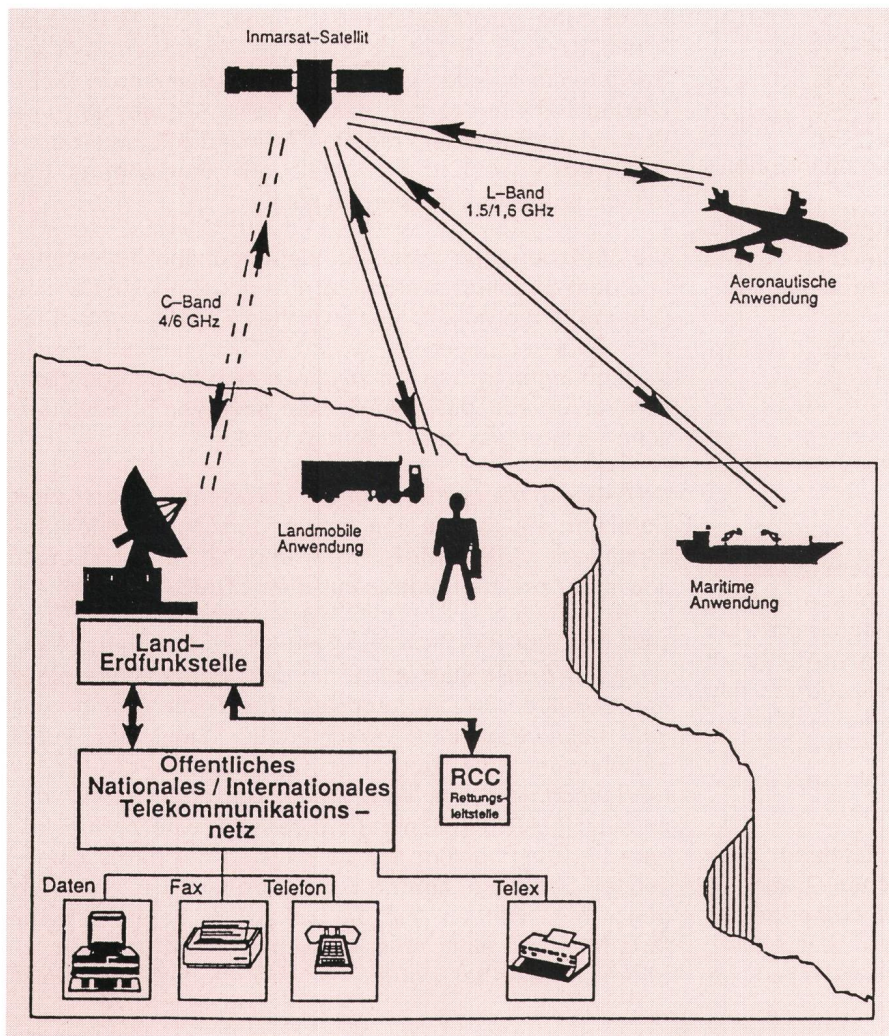 Inmarsat–Satellit
L–Band
1.5/1,6 GHz
Aeronautische
Anwendung
C–Band
4/6 GHz
Landmobile
Anwendung
Maritime
Anwendung
Land–
Erdfunkstelle
Öffentliches
Nationales / Internationales
Telekommunikations –
netz
RCC
Rettungs-
leitstelle
Daten
Fax
Telefon
Telex